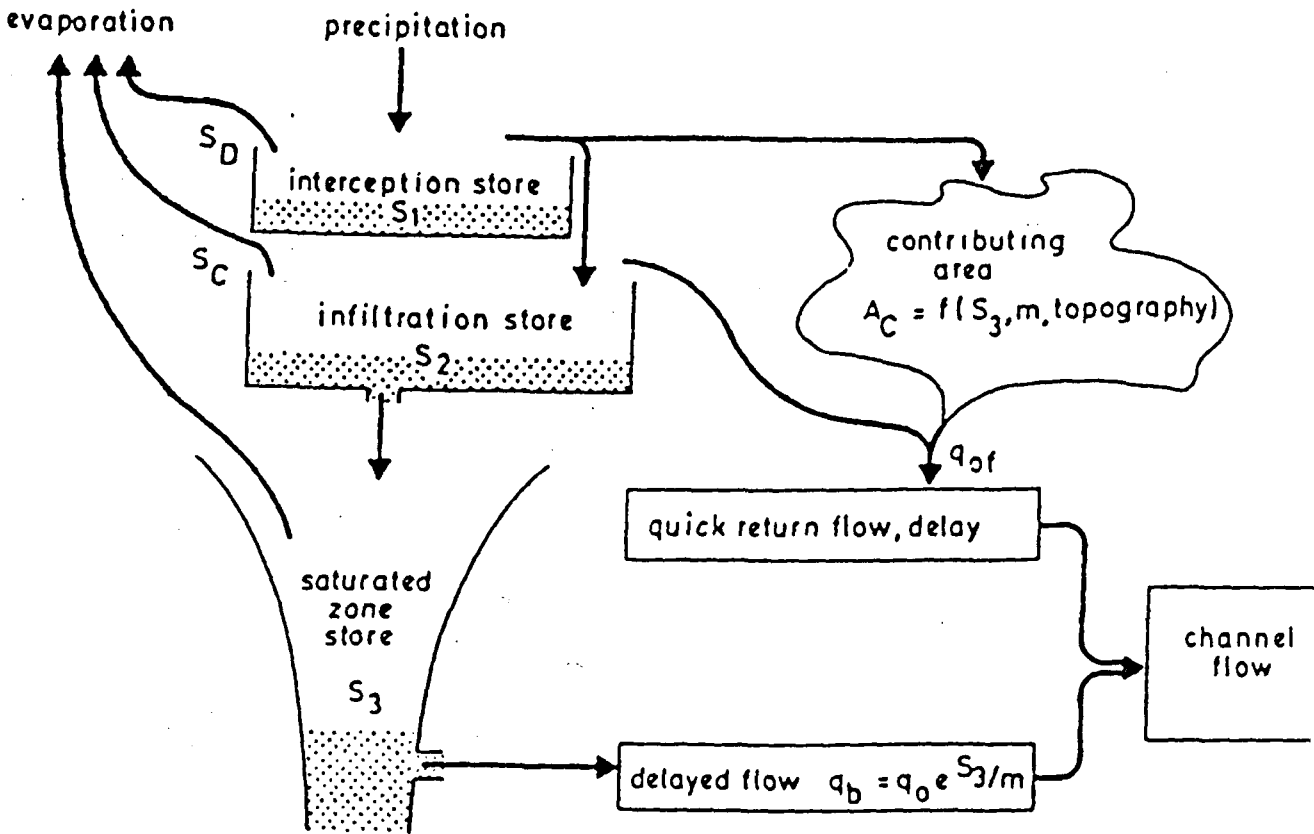 evaporation
precipitation
S_D
interception store
S_1
S_C
infiltration store
S_2
contributing
area
A_C = f(S_3, m, topography)
q_of
quick return flow, delay
saturated
zone
store
S_3
channel
flow
delayed flow q_b = q_o e^{S_3/m}